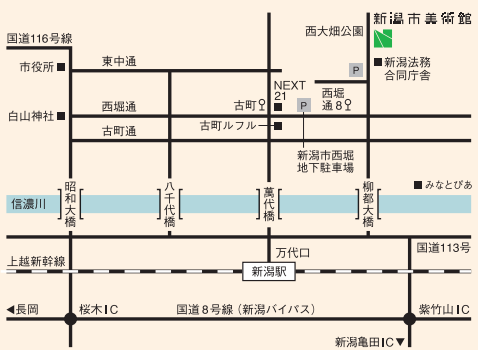 新潟市美術館
西大畑公園
国道116号線
東中通
市役所
P
新潟法務
合同庁舎
NEXT
21
西堀
通8
白山神社
西堀通
古町
P
古町ルフル
古町通
新潟市西堀
地下駐車場
みなとぴあ
信濃川
昭和大橋
八千代橋
萬代橋
柳都大橋
国道113号
万代口
上越新幹線
新潟駅
長岡
桜木IC
国道8号線(新潟バイパス)
紫竹山IC
新潟亀田IC